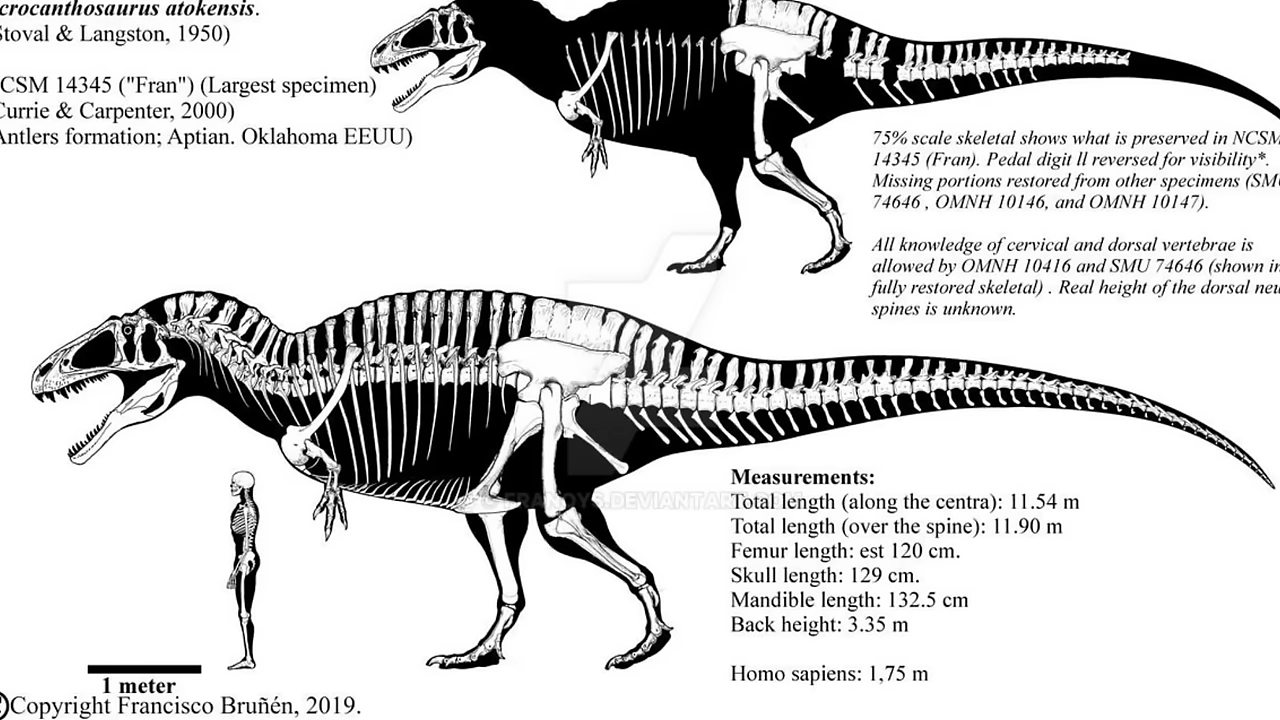 crocanthosaurus atokensis.
Stoval & Langston, 1950)
CSM 14345 ("Fran") (Largest specimen)
Currie & Carpenter, 2000)
Antlers formation; Aptian. Oklahoma EEUU)
75% scale skeletal shows what is preserved in NCSM
14345 (Fran). Pedal digit ll reversed for visibility*.
Missing portions restored from other specimens (SMU
74646 , OMNH 10146, and OMNH 10147).
All knowledge of cervical and dorsal vertebrae is
allowed by OMNH 10416 and SMU 74646 (shown in
fully restored skeletal) . Real height of the dorsal neu
spines is unknown.
Measurements:
Total length (along the centra): 11.54 m
Total length (over the spine): 11.90 m
Femur length: est 120 cm.
Skull length: 129 cm.
Mandible length: 132.5 cm
Back height: 3.35 m
Homo sapiens: 1,75 m
1 meter
Copyright Francisco Bruñén, 2019.